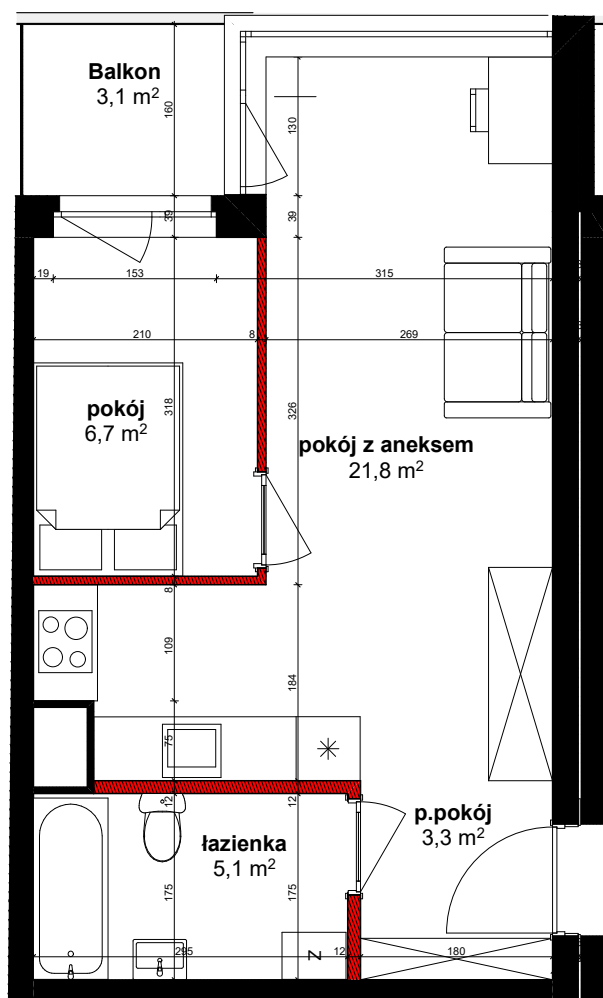 Balkon
3,1 m²
160
130
39
39
19
153
315
210
8
269
318
326
pokój
6,7 m²
pokój z aneksem
21,8 m²
8
109
184
75
12
12
p.pokój
3,3 m²
łazienka
5,1 m²
175
175
Z
295
12
180